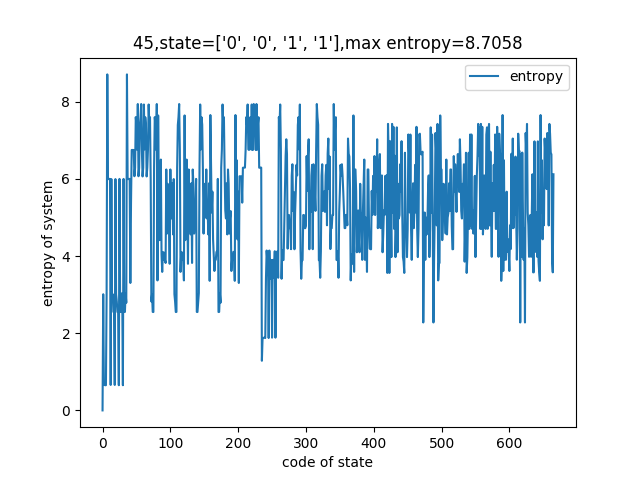 45,state=['0', '0', '1', '1'],max entropy=8.7058
entropy
8
6
4
2
0
entropy of system
0 100 200 300 400 500 600
code of state